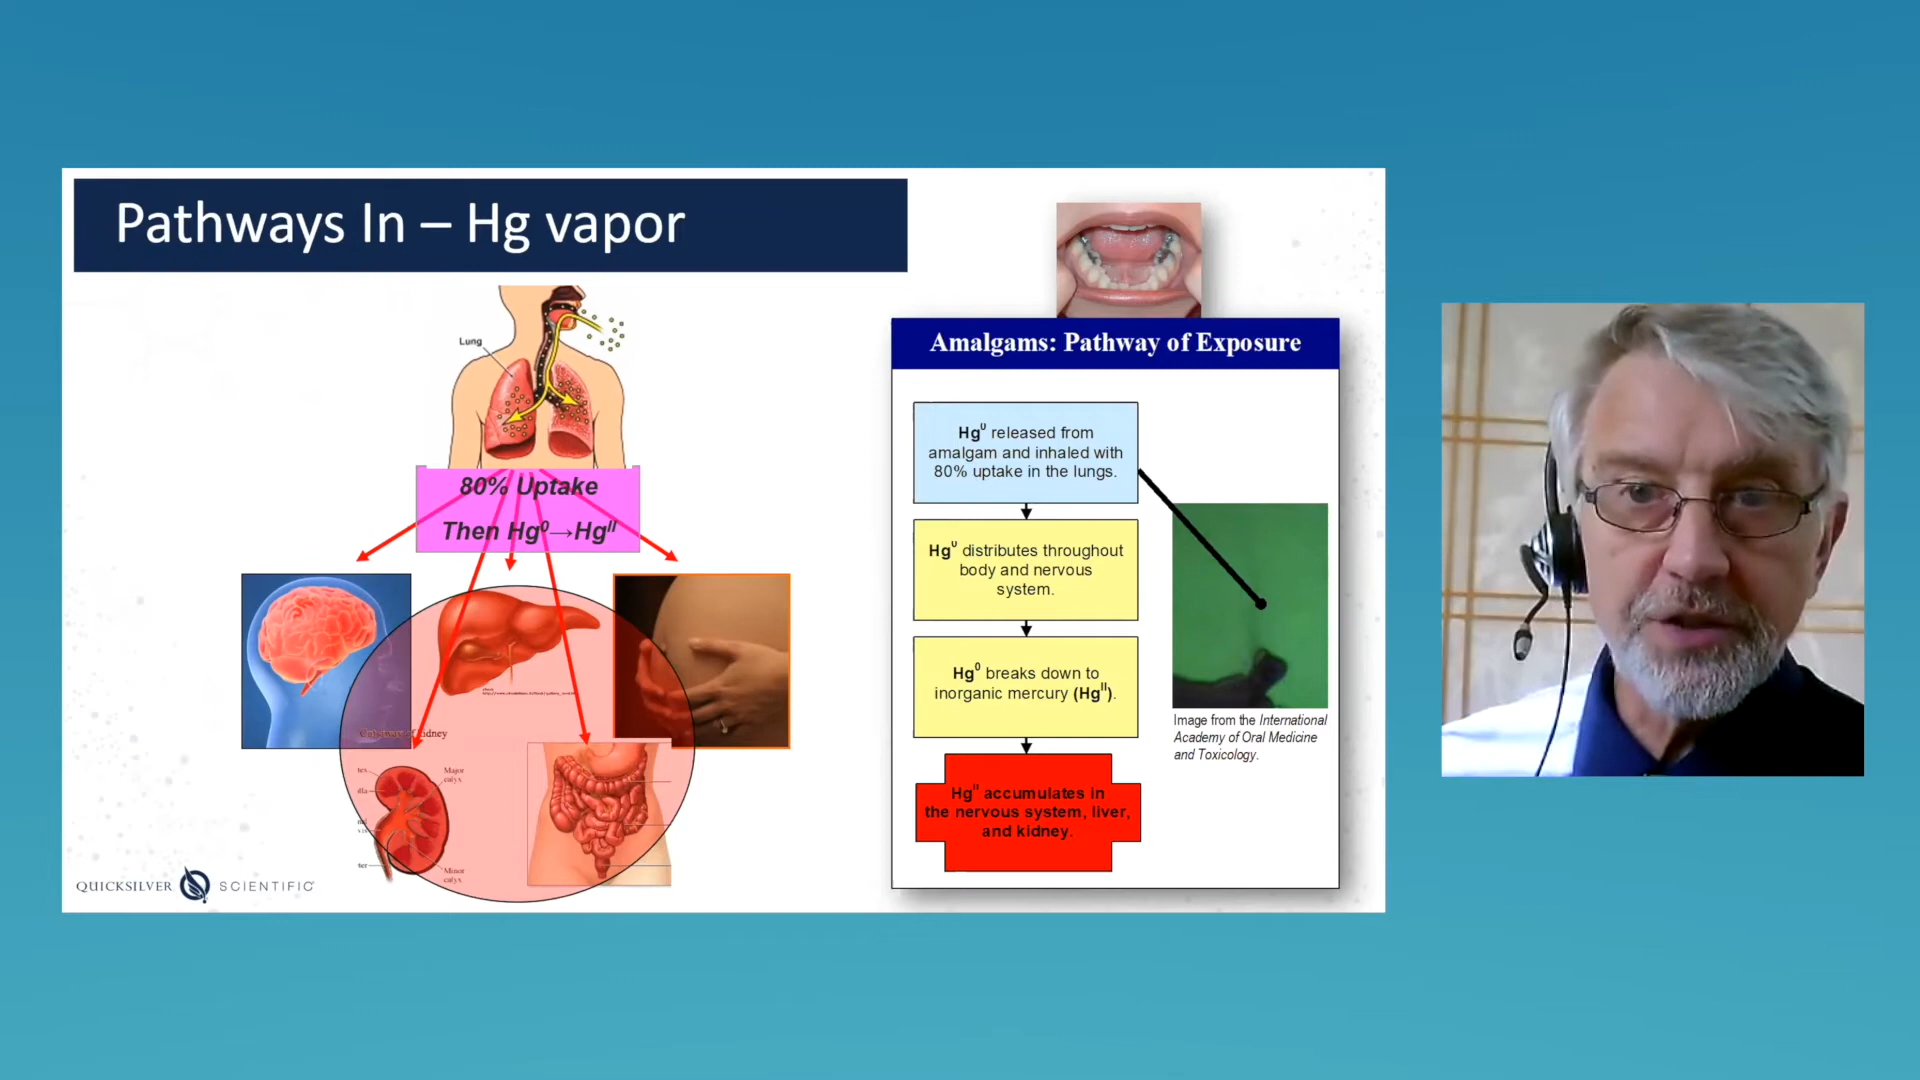 Pathways In – Hg vapor
Lung
80% Uptake
Then Hg⁰→Hgᴵᴵ
kidney
Major
calyx
Minor
calyx
QUICKSILVER SCIENTIFIC
Amalgams: Pathway of Exposure
Hg⁰ released from
amalgam and inhaled with
80% uptake in the lungs.
Hg⁰ distributes throughout
body and nervous
system.
Hg⁰ breaks down to
inorganic mercury (Hgᴵᴵ).
Hgᴵᴵ accumulates in
the nervous system, liver,
and kidney.
Image from the International
Academy of Oral Medicine
and Toxicology.